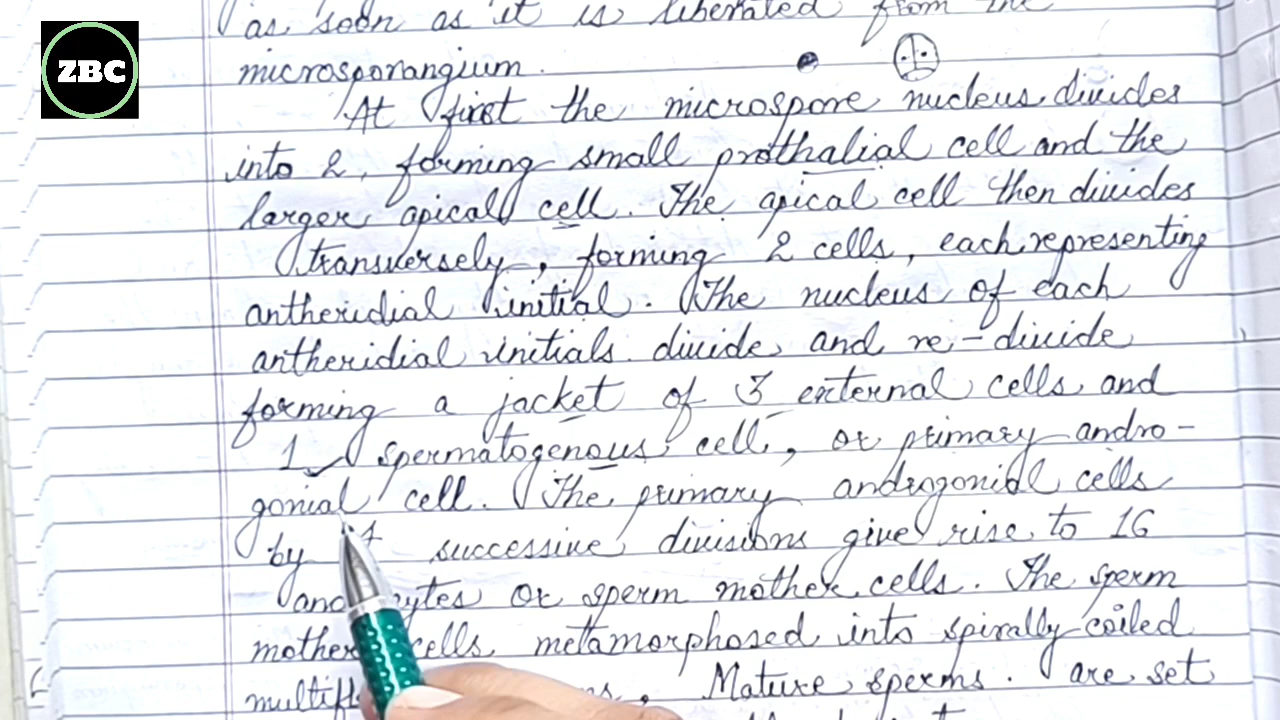 ZBC
as soon as it is liberated from the
microsporangium.
At first the microspore nucleus divides
into 2, forming small prothalial cell and the
larger apical cell. The apical cell then divides
transversely, forming 2 cells, each representing
antheridial initial. The nucleus of each
antheridial initials divide and re-divide
forming a jacket of 3 external cells and
1 spermatogenous cell, or primary andro-
gonial cell. The primary androgonial cells
by 4 successive divisions give rise to 16
or sperm mother cells. The sperm
mother cells metamorphosed into spirally coiled
Mature sperms. are set